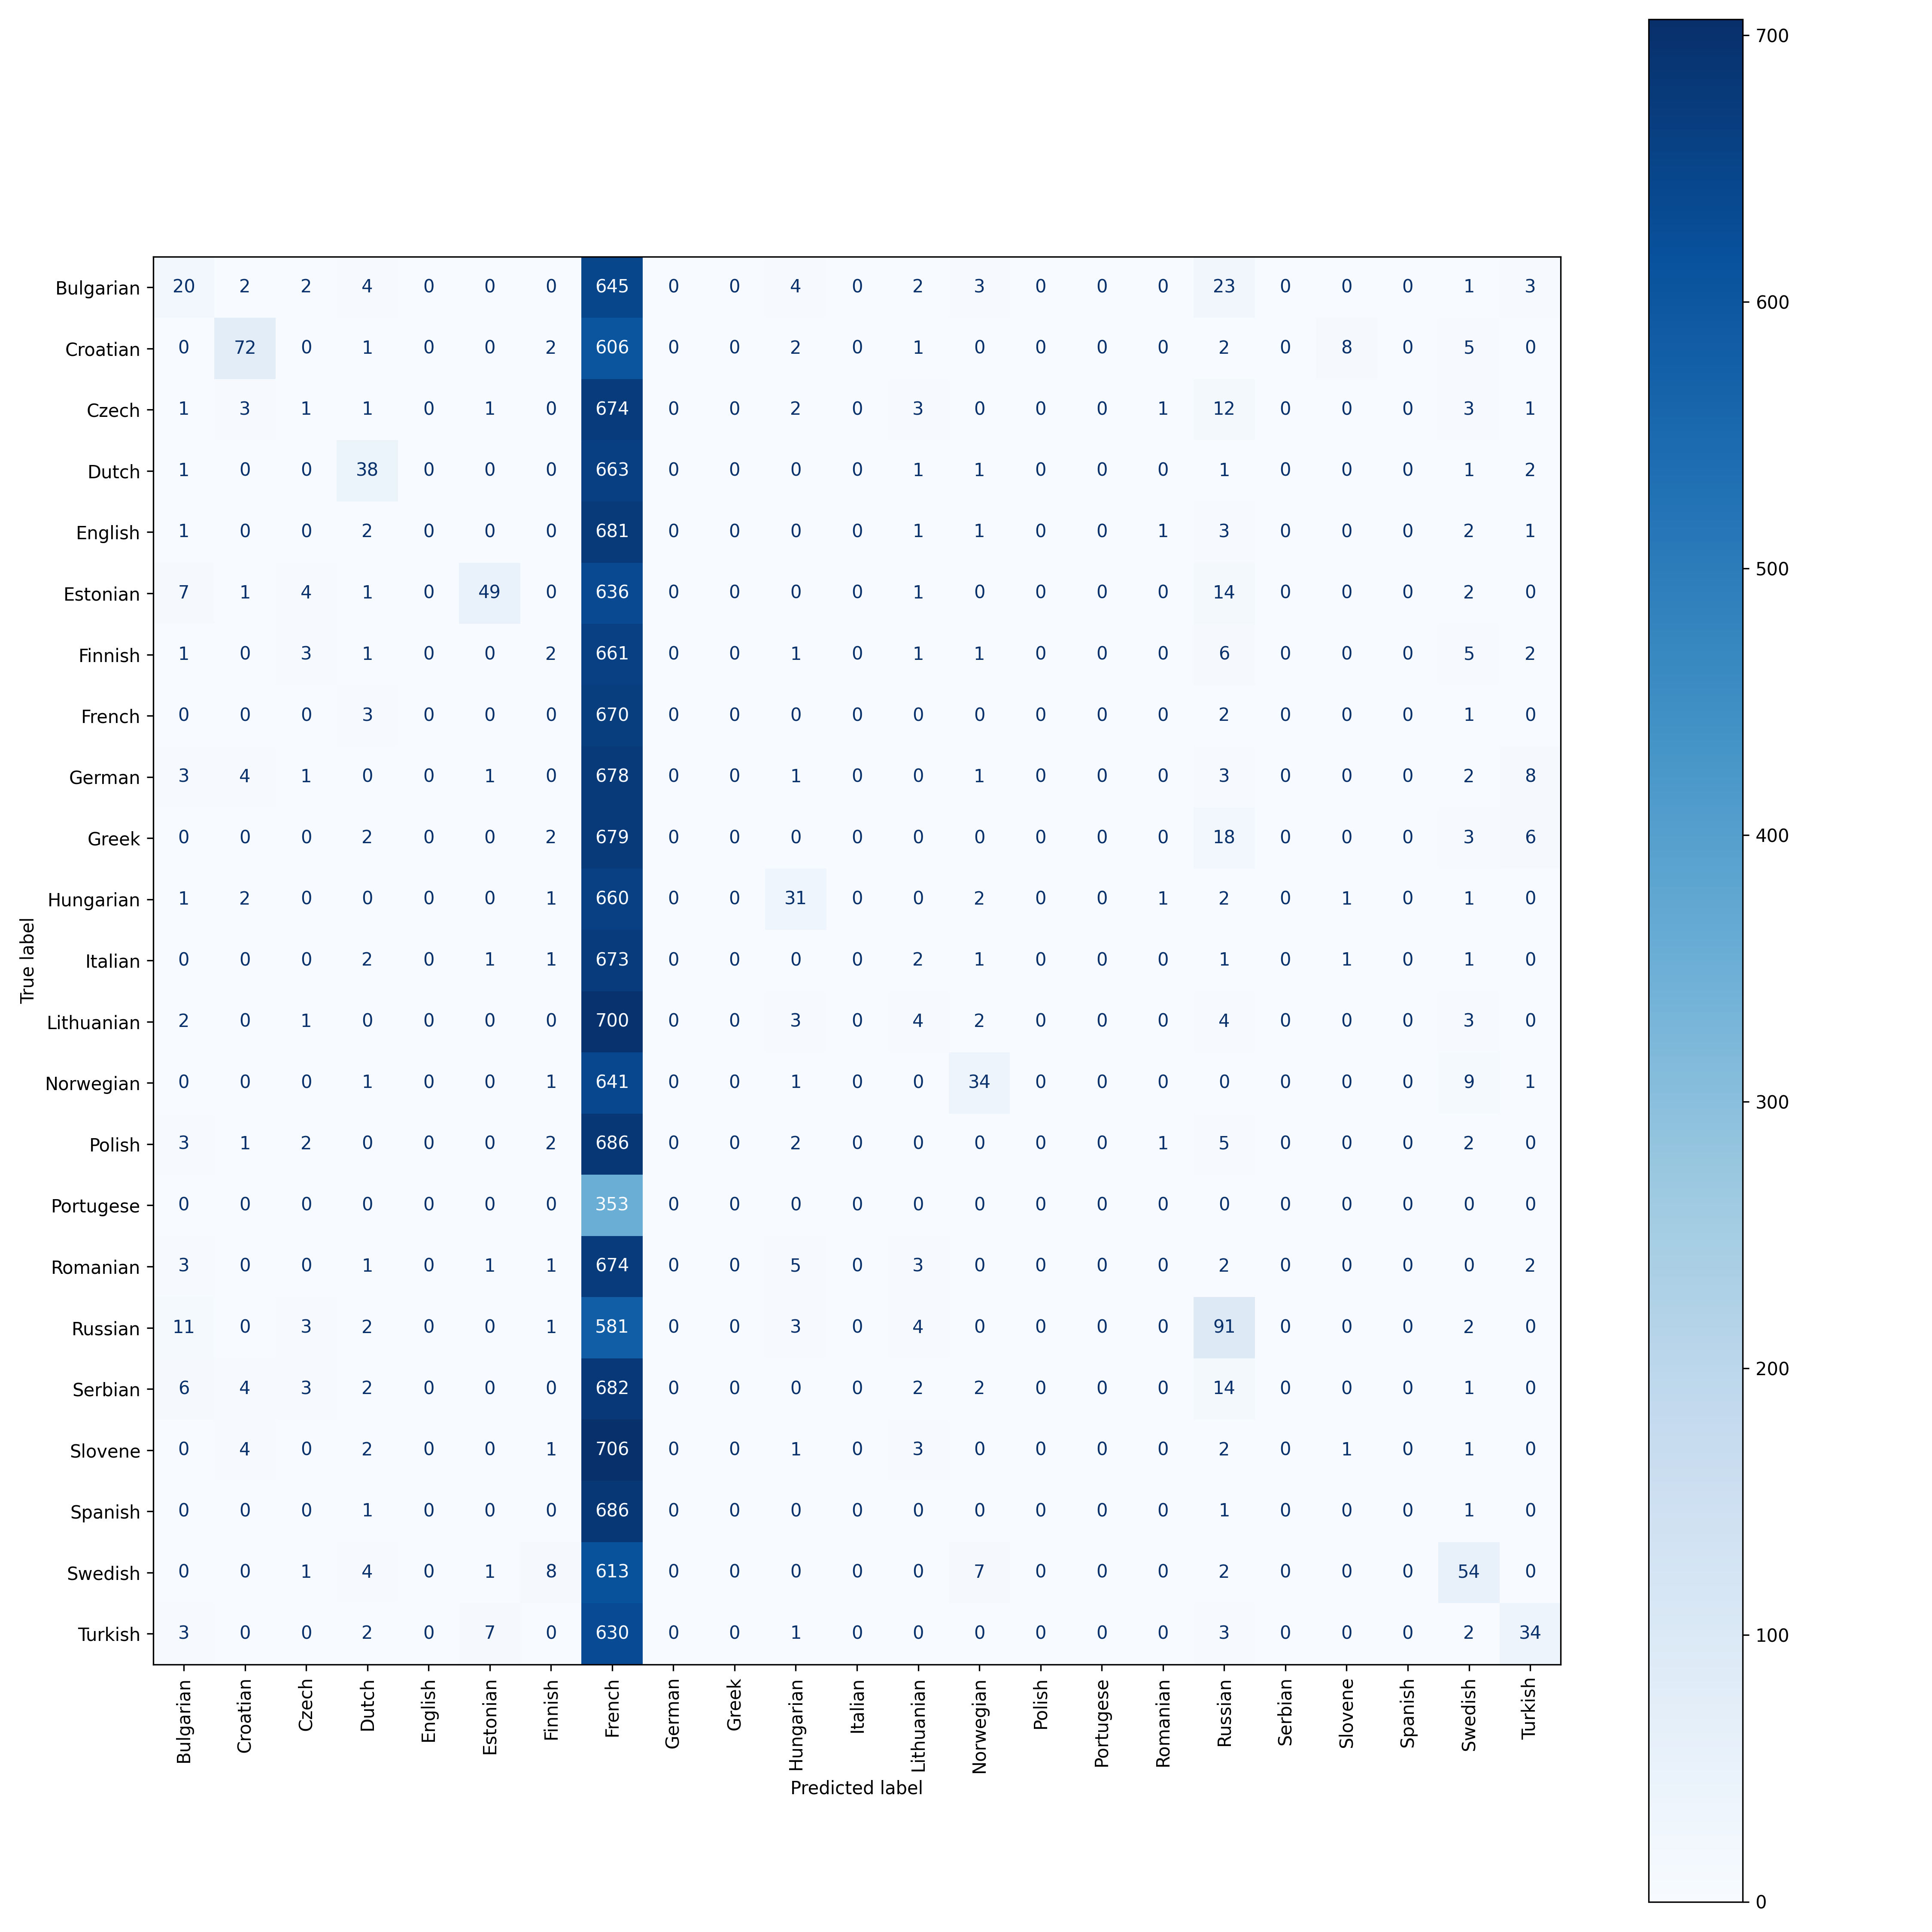 700
600
500
400
300
200
100
0
True label
Bulgarian 20 2 2 4 0 0 0 645 0 0 4 0 2 3 0 0 0 23 0 0 0 1 3
Croatian 0 72 0 1 0 0 2 606 0 0 2 0 1 0 0 0 0 2 0 8 0 5 0
Czech 1 3 1 1 0 1 0 674 0 0 2 0 3 0 0 0 1 12 0 0 0 3 1
Dutch 1 0 0 38 0 0 0 663 0 0 0 0 1 1 0 0 0 1 0 0 0 1 2
English 1 0 0 2 0 0 0 681 0 0 0 0 1 1 0 0 1 3 0 0 0 2 1
Estonian 7 1 4 1 0 49 0 636 0 0 0 0 1 0 0 0 0 14 0 0 0 2 0
Finnish 1 0 3 1 0 0 2 661 0 0 1 0 1 1 0 0 0 6 0 0 0 5 2
French 0 0 0 3 0 0 0 670 0 0 0 0 0 0 0 0 0 2 0 0 0 1 0
German 3 4 1 0 0 1 0 678 0 0 1 0 0 1 0 0 0 3 0 0 0 2 8
Greek 0 0 0 2 0 0 2 679 0 0 0 0 0 0 0 0 0 18 0 0 0 3 6
Hungarian 1 2 0 0 0 0 1 660 0 0 31 0 0 2 0 0 1 2 0 1 0 1 0
Italian 0 0 0 2 0 1 1 673 0 0 0 0 2 1 0 0 0 1 0 1 0 1 0
Lithuanian 2 0 1 0 0 0 0 700 0 0 3 0 4 2 0 0 0 4 0 0 0 3 0
Norwegian 0 0 0 1 0 0 1 641 0 0 1 0 0 34 0 0 0 0 0 0 0 9 1
Polish 3 1 2 0 0 0 2 686 0 0 2 0 0 0 0 0 1 5 0 0 0 2 0
Portugese 0 0 0 0 0 0 0 353 0 0 0 0 0 0 0 0 0 0 0 0 0 0 0
Romanian 3 0 0 1 0 1 1 674 0 0 5 0 3 0 0 0 0 2 0 0 0 0 2
Russian 11 0 3 2 0 0 1 581 0 0 3 0 4 0 0 0 0 91 0 0 0 2 0
Serbian 6 4 3 2 0 0 0 682 0 0 0 0 2 2 0 0 0 14 0 0 0 1 0
Slovene 0 4 0 2 0 0 1 706 0 0 1 0 3 0 0 0 0 2 0 1 0 1 0
Spanish 0 0 0 1 0 0 0 686 0 0 0 0 0 0 0 0 0 1 0 0 0 1 0
Swedish 0 0 1 4 0 1 8 613 0 0 0 0 0 7 0 0 0 2 0 0 0 54 0
Turkish 3 0 0 2 0 7 0 630 0 0 1 0 0 0 0 0 0 3 0 0 0 2 34
Bulgarian Croatian Czech Dutch English Estonian Finnish French German Greek Hungarian Italian Lithuanian Norwegian Polish Portugese Romanian Russian Serbian Slovene Spanish Swedish Turkish
Predicted label